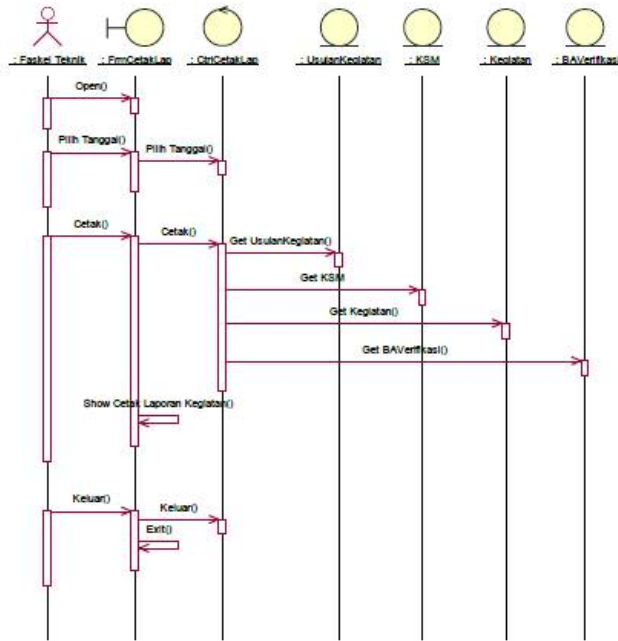 : Faskel Teknik
: FrmCetakLap
: CtrlCetakLap
: UsulanKegiatan
: KSM
: Kegiatan
: BAVerifikasi
Open()
Pilih Tanggal()
Pilih Tanggal()
Cetak()
Cetak()
Get UsulanKegiatan()
Get KSM
Get Kegiatan()
Get BAVerifikasi()
Show Cetak Laporan Kegiatan()
Keluar()
Keluar()
Exit()